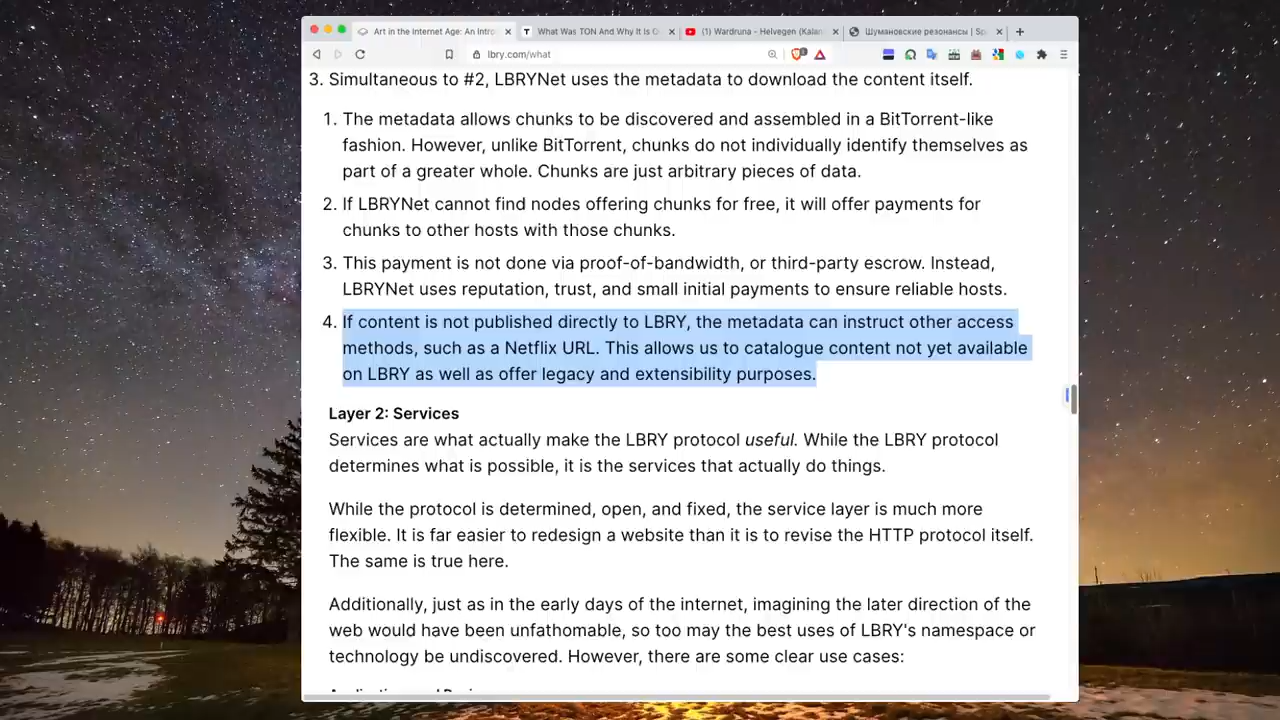 Art in the Internet Age: An Intro
What Was TON And Why It Is O
(1) Wardruna - Helvegen (Kalan
Шумановские резонансы | Sp
lbry.com/what
3. Simultaneous to #2, LBRYNet uses the metadata to download the content itself.
1. The metadata allows chunks to be discovered and assembled in a BitTorrent-like
fashion. However, unlike BitTorrent, chunks do not individually identify themselves as
part of a greater whole. Chunks are just arbitrary pieces of data.
2. If LBRYNet cannot find nodes offering chunks for free, it will offer payments for
chunks to other hosts with those chunks.
3. This payment is not done via proof-of-bandwidth, or third-party escrow. Instead,
LBRYNet uses reputation, trust, and small initial payments to ensure reliable hosts.
4. If content is not published directly to LBRY, the metadata can instruct other access
methods, such as a Netflix URL. This allows us to catalogue content not yet available
on LBRY as well as offer legacy and extensibility purposes.
Layer 2: Services
Services are what actually make the LBRY protocol useful. While the LBRY protocol
determines what is possible, it is the services that actually do things.
While the protocol is determined, open, and fixed, the service layer is much more
flexible. It is far easier to redesign a website than it is to revise the HTTP protocol itself.
The same is true here.
Additionally, just as in the early days of the internet, imagining the later direction of the
web would have been unfathomable, so too may the best uses of LBRY's namespace or
technology be undiscovered. However, there are some clear use cases: